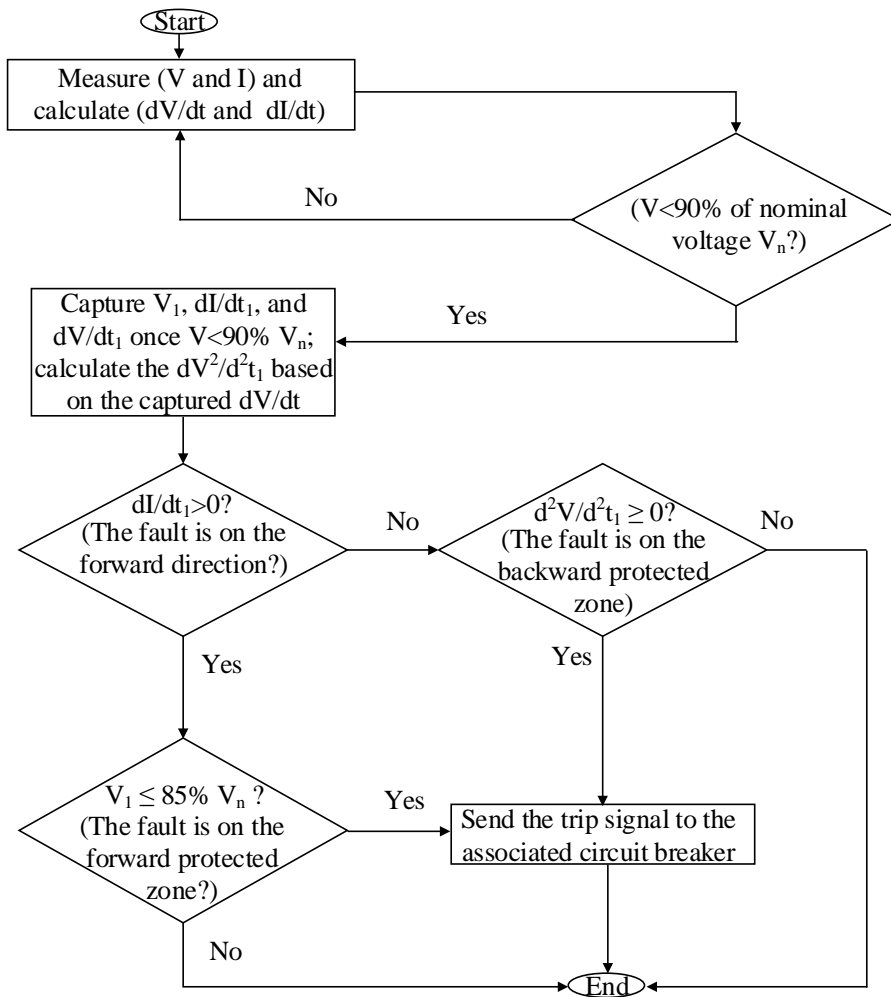 Start
Measure (V and I) and
calculate (dV/dt and dI/dt)
No
(V<90% of nominal
voltage Vₙ?)
Yes
Capture V₁, dI/dt₁, and
dV/dt₁ once V<90% Vₙ;
calculate the dV²/d²t₁ based
on the captured dV/dt
dI/dt₁>0?
(The fault is on the
forward direction?)
No
d²V/d²t₁ ≥ 0?
(The fault is on the
backward protected
zone)
No
Yes
Yes
V₁ ≤ 85% Vₙ ?
(The fault is on the
forward protected
zone?)
Yes
Send the trip signal to the
associated circuit breaker
No
End